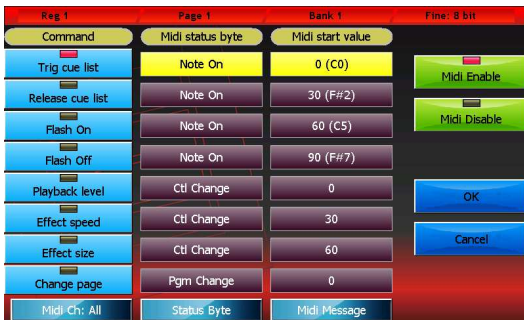 Reg 1 Page 1 Bank 1 Fine: 8 bit
Command Midi status byte Midi start value
Trig cue list Note On 0 (C0) Midi Enable
Release cue list Note On 30 (F#2)
Flash On Note On 60 (C5) Midi Disable
Flash Off Note On 90 (F#7)
Playback level Ctl Change 0 OK
Effect speed Ctl Change 30
Effect size Ctl Change 60 Cancel
Change page Pgm Change 0
Midi Ch: All Status Byte Midi Message